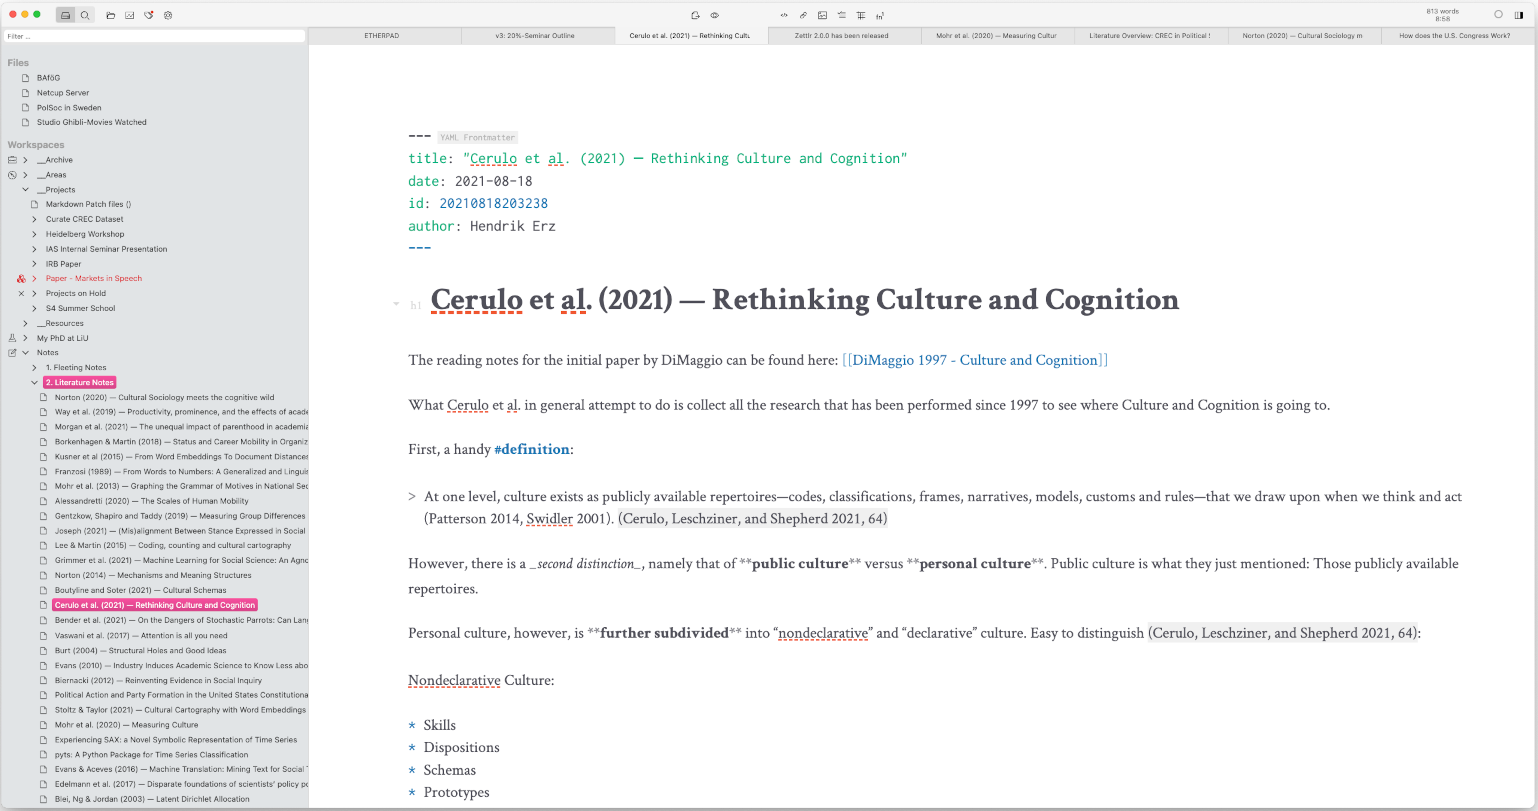 813 words
8:58
Filter ...
ETHERPAD
v3: 20%-Seminar Outline
Cerulo et al. (2021) — Rethinking Cultu
Zettlr 2.0.0 has been released
Mohr et al. (2020) — Measuring Cultur
Literature Overview: CREC in Political S
Norton (2020) — Cultural Sociology m
How does the U.S. Congress Work?
Files
BAföG
Netcup Server
PolSoc in Sweden
Studio Ghibli-Movies Watched
Workspaces
__Archive
__Areas
__Projects
Markdown Patch files ()
Curate CREC Dataset
Heidelberg Workshop
IAS Internal Seminar Presentation
IRB Paper
Paper - Markets in Speech
Projects on Hold
S4 Summer School
__Resources
My PhD at LiU
Notes
1. Fleeting Notes
2. Literature Notes
Norton (2020) — Cultural Sociology meets the cognitive wild
Way et al. (2019) — Productivity, prominence, and the effects of acade
Morgan et al. (2021) — The unequal impact of parenthood in academia
Borkenhagen & Martin (2018) — Status and Career Mobility in Organiz
Kusner et al (2015) — From Word Embeddings To Document Distances
Franzosi (1989) — From Words to Numbers: A Generalized and Linguis
Mohr et al. (2013) — Graphing the Grammar of Motives in National Sec
Alessandretti (2020) — The Scales of Human Mobility
Gentzkow, Shapiro and Taddy (2019) — Measuring Group Differences
Joseph (2021) — (Mis)alignment Between Stance Expressed in Social
Lee & Martin (2015) — Coding, counting and cultural cartography
Grimmer et al. (2021) — Machine Learning for Social Science: An Agno
Norton (2014) — Mechanisms and Meaning Structures
Boutyline and Soter (2021) — Cultural Schemas
Cerulo et al. (2021) — Rethinking Culture and Cognition
Bender et al. (2021) — On the Dangers of Stochastic Parrots: Can Lang
Vaswani et al. (2017) — Attention is all you need
Burt (2004) — Structural Holes and Good Ideas
Evans (2010) — Industry Induces Academic Science to Know Less abo
Biernacki (2012) — Reinventing Evidence in Social Inquiry
Political Action and Party Formation in the United States Constitutiona
Stoltz & Taylor (2021) — Cultural Cartography with Word Embeddings
Mohr et al. (2020) — Measuring Culture
Experiencing SAX: a Novel Symbolic Representation of Time Series
pyts: A Python Package for Time Series Classification
Evans & Aceves (2016) — Machine Translation: Mining Text for Social T
Edelmann et al. (2017) — Disparate foundations of scientists' policy po
Blei, Ng & Jordan (2003) — Latent Dirichlet Allocation
--- YAML Frontmatter
title: "Cerulo et al. (2021) — Rethinking Culture and Cognition"
date: 2021-08-18
id: 20210818203238
author: Hendrik Erz
---
h1 Cerulo et al. (2021) — Rethinking Culture and Cognition
The reading notes for the initial paper by DiMaggio can be found here: [[DiMaggio 1997 - Culture and Cognition]]
What Cerulo et al. in general attempt to do is collect all the research that has been performed since 1997 to see where Culture and Cognition is going to.
First, a handy #definition:
> At one level, culture exists as publicly available repertoires—codes, classifications, frames, narratives, models, customs and rules—that we draw upon when we think and act
(Patterson 2014, Swidler 2001). (Cerulo, Leschziner, and Shepherd 2021, 64)
However, there is a _second distinction_, namely that of **public culture** versus **personal culture**. Public culture is what they just mentioned: Those publicly available
repertoires.
Personal culture, however, is **further subdivided** into “nondeclarative” and “declarative” culture. Easy to distinguish (Cerulo, Leschziner, and Shepherd 2021, 64):
Nondeclarative Culture:
* Skills
* Dispositions
* Schemas
* Prototypes